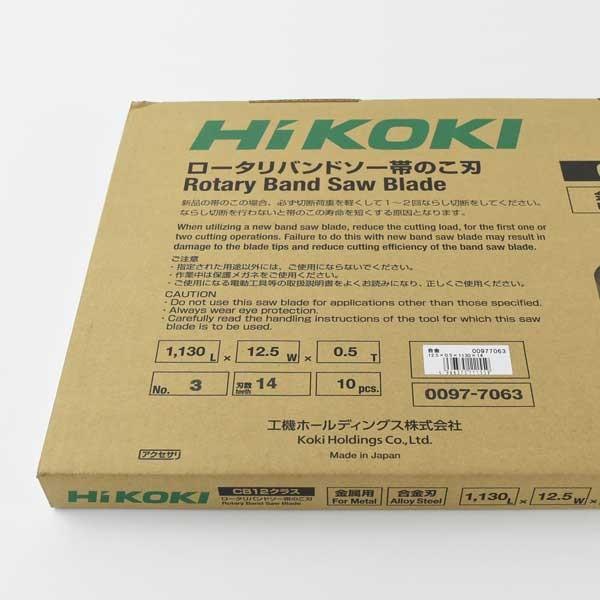 HiKOKI
ロータリバンドソー帯のこ刃
Rotary Band Saw Blade
新品の帯のこの場合、必ず切断荷重を軽くして1～2回ならし切断をしてください。
ならし切断を行わないと帯のこの寿命を短くする原因となります。
When utilizing a new band saw blade, reduce the cutting load, for the first one or
two cutting operations. Failure to do this with new band saw blade may result in
damage to the blade tips and reduce cutting efficiency of the band saw blade.
ご注意
・指定された用途以外には、ご使用にならないでください。
・作業中は保護メガネをご使用ください。
・ご使用になる電動工具等の取扱説明書をよくお読みになり、正しくご使用ください。
CAUTION
・Do not use this saw blade for applications other than those specified.
・Always wear eye protection.
・Carefully read the handling instructions of the tool for which this saw
blade is to be used.
1,130 L × 12.5 W × 0.5 T
No. 3 刃数 teeth 14 10 pcs.
合金 00977063
12.5×0.5×1130×14
0097-7063
工機ホールディングス株式会社
Koki Holdings Co.,Ltd.
Made in Japan
アクセサリ
HiKOKI
CB12クラス
ロータリバンドソー帯のこ刃
Rotary Band Saw Blade
金属用
For Metal
合金刃
Alloy Steel
1,130 L × 12.5 W ×